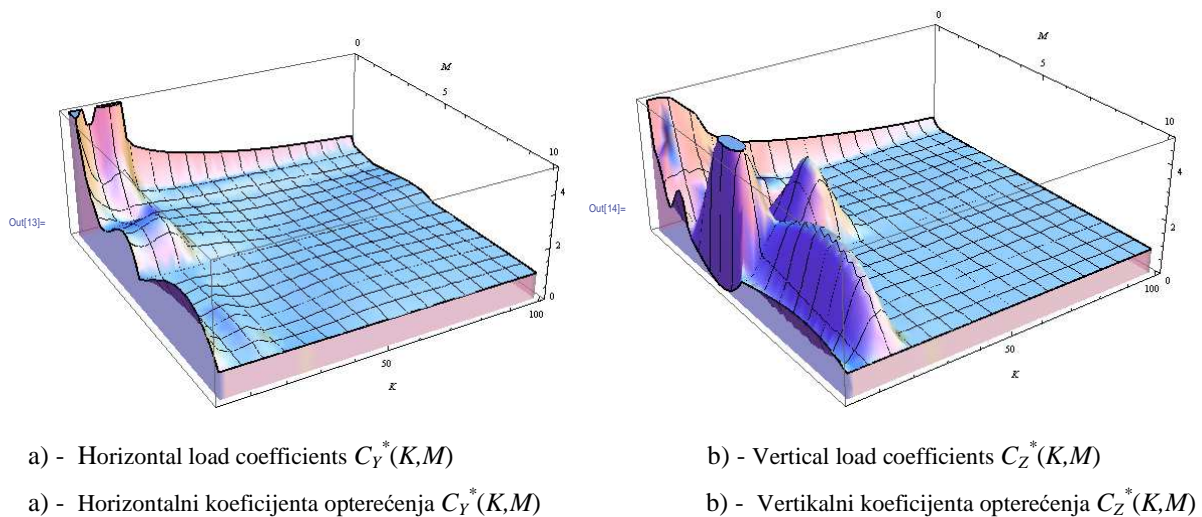 0
M
5
10
4
2
0
100
50
K
Out[13]=
0
M
5
10
4
2
0
100
50
K
Out[14]=
a) - Horizontal load coefficients C_Y^*(K,M)
b) - Vertical load coefficients C_Z^*(K,M)
a) - Horizontalni koeficijenta opterećenja C_Y^*(K,M)
b) - Vertikalni koeficijenta opterećenja C_Z^*(K,M)